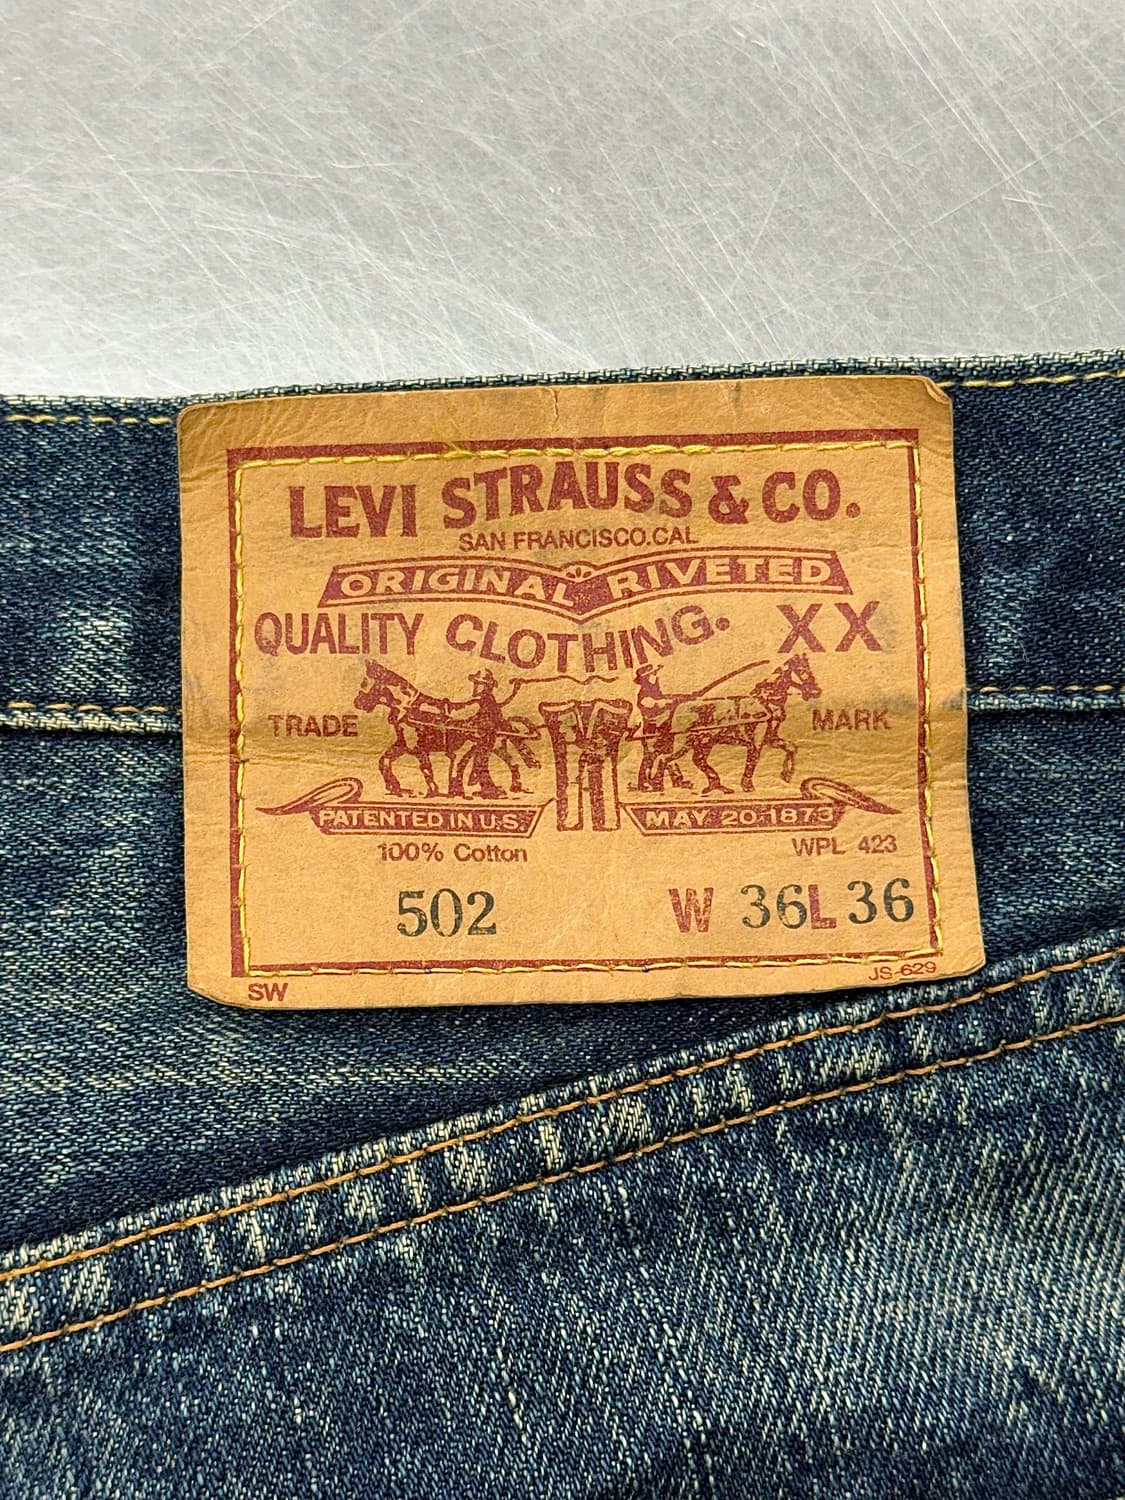 LEVI STRAUSS & CO.
SAN FRANCISCO.CAL
ORIGINAL RIVETED
QUALITY CLOTHING. XX
TRADE MARK
PATENTED IN U.S. MAY 20 1873
100% Cotton WPL 423
502 W 36 L 36
SW JS-629